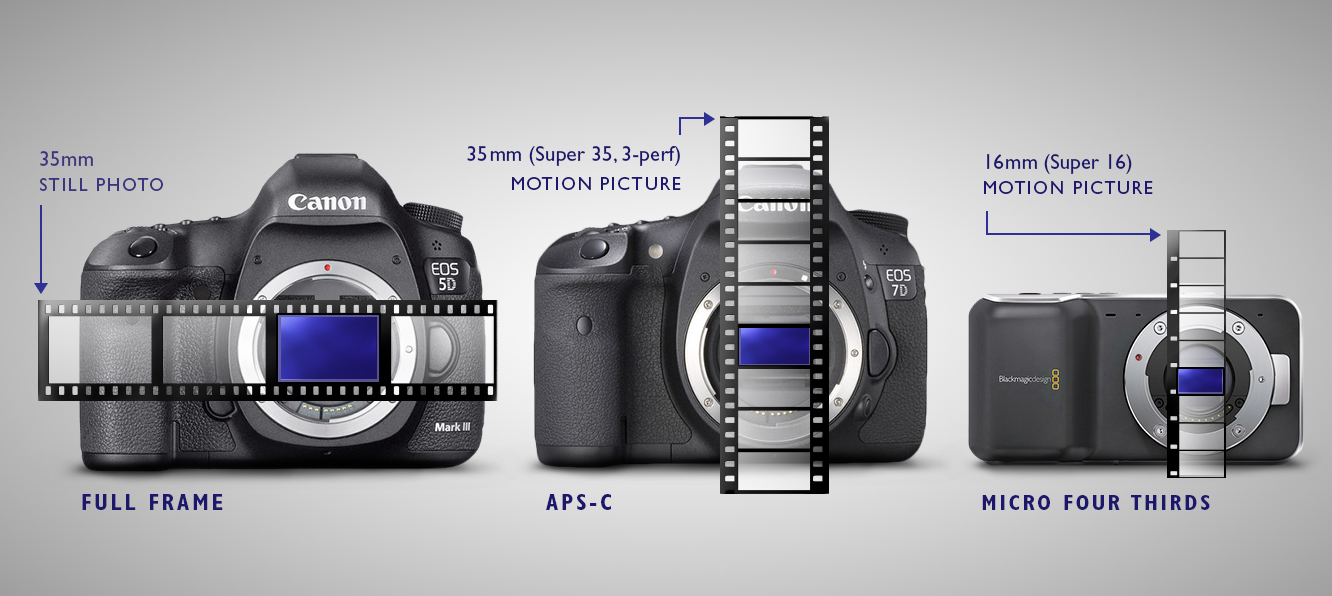 35mm
STILL PHOTO
Canon
EOS
5D
Mark III
FULL FRAME
35mm (Super 35, 3-perf)
MOTION PICTURE
Canon
EOS
7D
APS-C
16mm (Super 16)
MOTION PICTURE
Blackmagicdesign
MICRO FOUR THIRDS